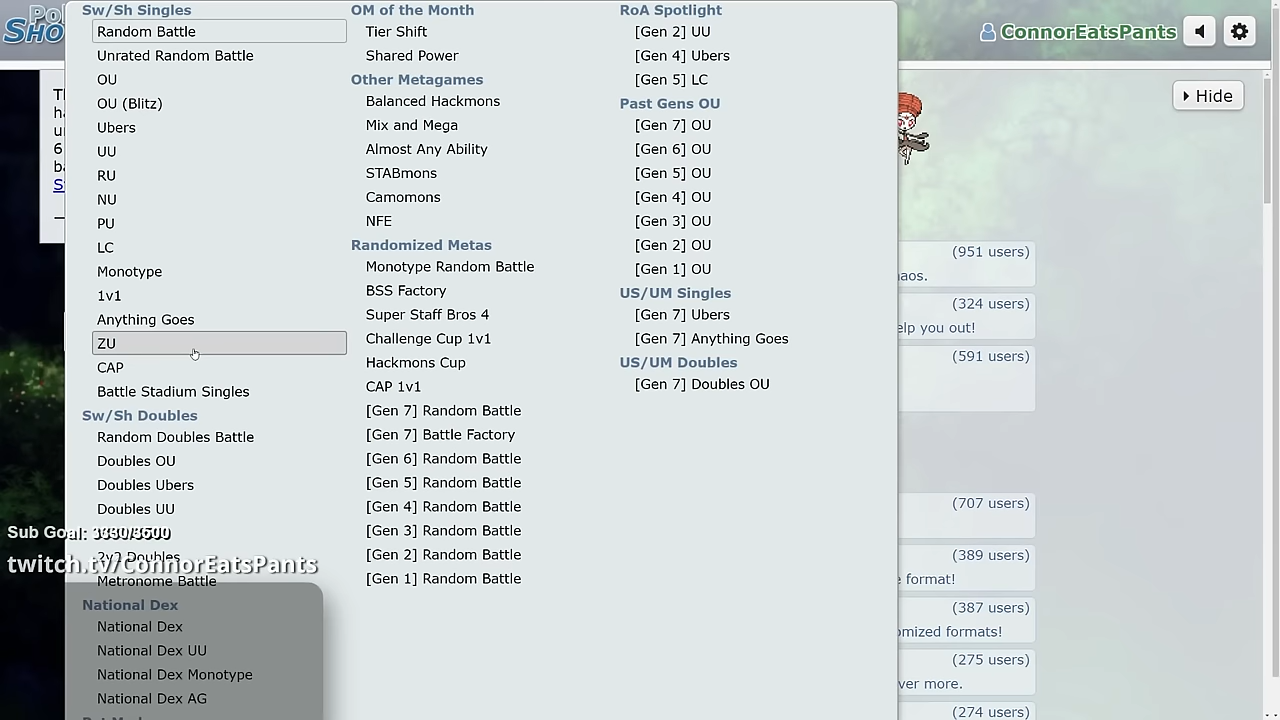 Sw/Sh Singles
Random Battle
Unrated Random Battle
OU
OU (Blitz)
Ubers
UU
RU
NU
PU
LC
Monotype
1v1
Anything Goes
ZU
CAP
Battle Stadium Singles
Sw/Sh Doubles
Random Doubles Battle
Doubles OU
Doubles Ubers
Doubles UU
Sub Goal:
2v2 Doubles
twitch.tv/ConnorEatsPants
Metronome Battle
National Dex
National Dex
National Dex UU
National Dex Monotype
National Dex AG
OM of the Month
Tier Shift
Shared Power
Other Metagames
Balanced Hackmons
Mix and Mega
Almost Any Ability
STABmons
Camomons
NFE
Randomized Metas
Monotype Random Battle
BSS Factory
Super Staff Bros 4
Challenge Cup 1v1
Hackmons Cup
CAP 1v1
[Gen 7] Random Battle
[Gen 7] Battle Factory
[Gen 6] Random Battle
[Gen 5] Random Battle
[Gen 4] Random Battle
[Gen 3] Random Battle
[Gen 2] Random Battle
[Gen 1] Random Battle
RoA Spotlight
[Gen 2] UU
[Gen 4] Ubers
[Gen 5] LC
Past Gens OU
[Gen 7] OU
[Gen 6] OU
[Gen 5] OU
[Gen 4] OU
[Gen 3] OU
[Gen 2] OU
[Gen 1] OU
US/UM Singles
[Gen 7] Ubers
[Gen 7] Anything Goes
US/UM Doubles
[Gen 7] Doubles OU
ConnorEatsPants
Hide
(951 users)
aos.
(324 users)
elp you out!
(591 users)
(707 users)
(389 users)
e format!
(387 users)
omized formats!
(275 users)
ver more.
(274 users)